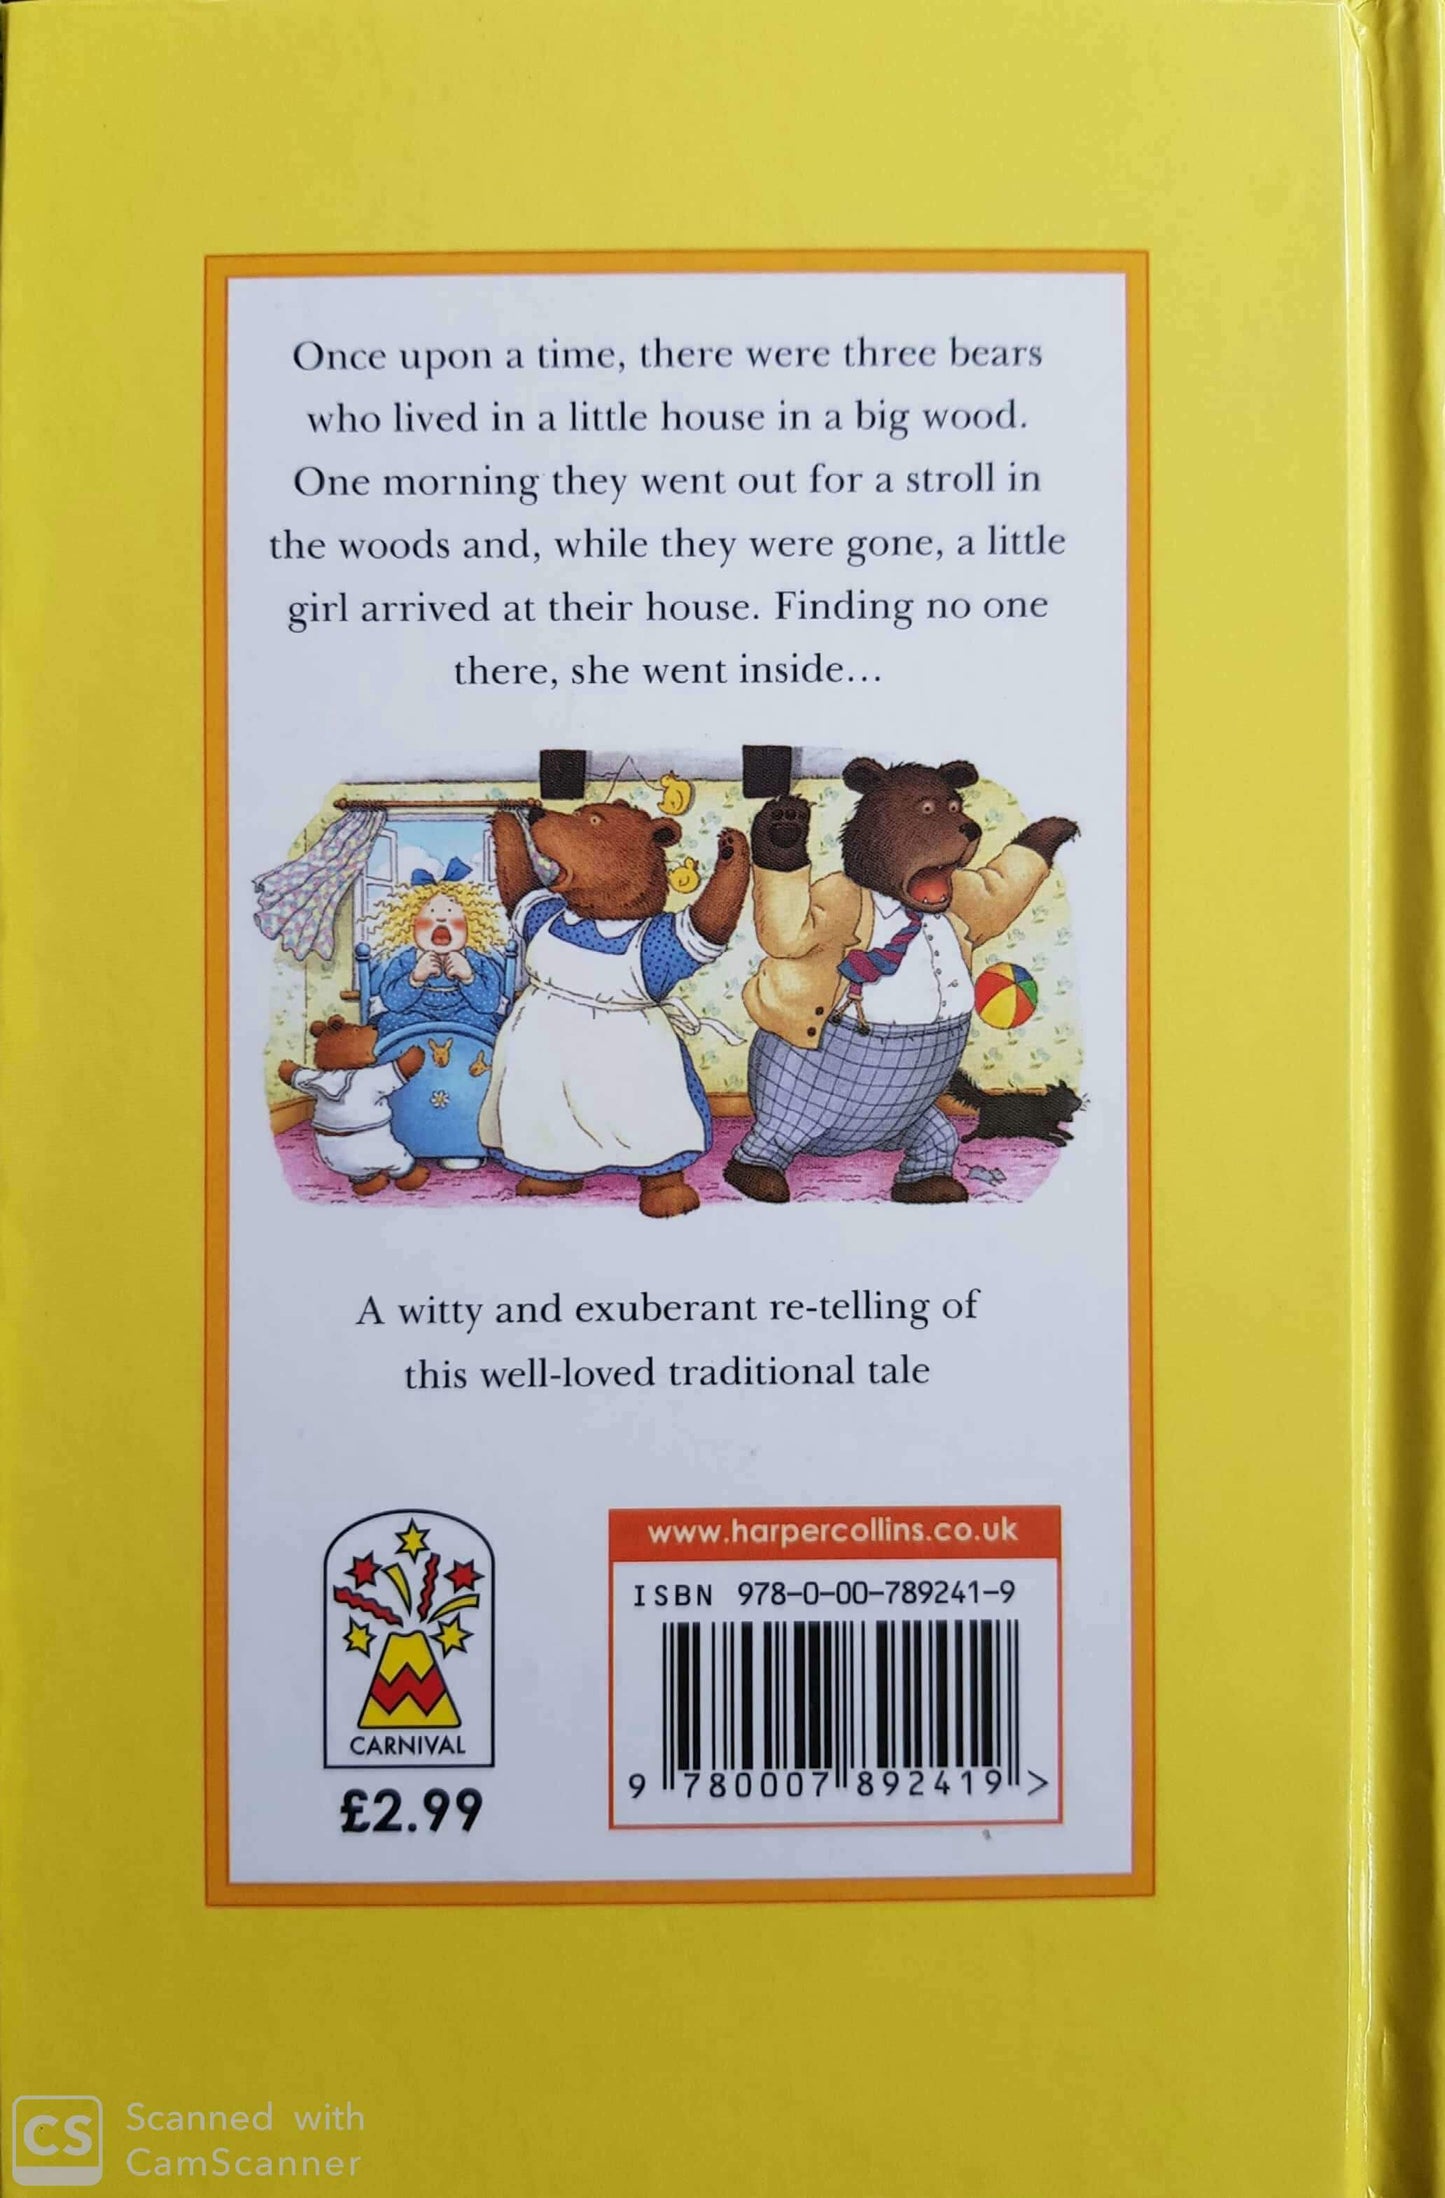 Once upon a time, there were three bears
who lived in a little house in a big wood.
One morning they went out for a stroll in
the woods and, while they were gone, a little
girl arrived at their house. Finding no one
there, she went inside...
A witty and exuberant re-telling of
this well-loved traditional tale
CARNIVAL
£2.99
www.harpercollins.co.uk
ISBN 978-0-00-789241-9
9 780007 892419 >
CS Scanned with
CamScanner